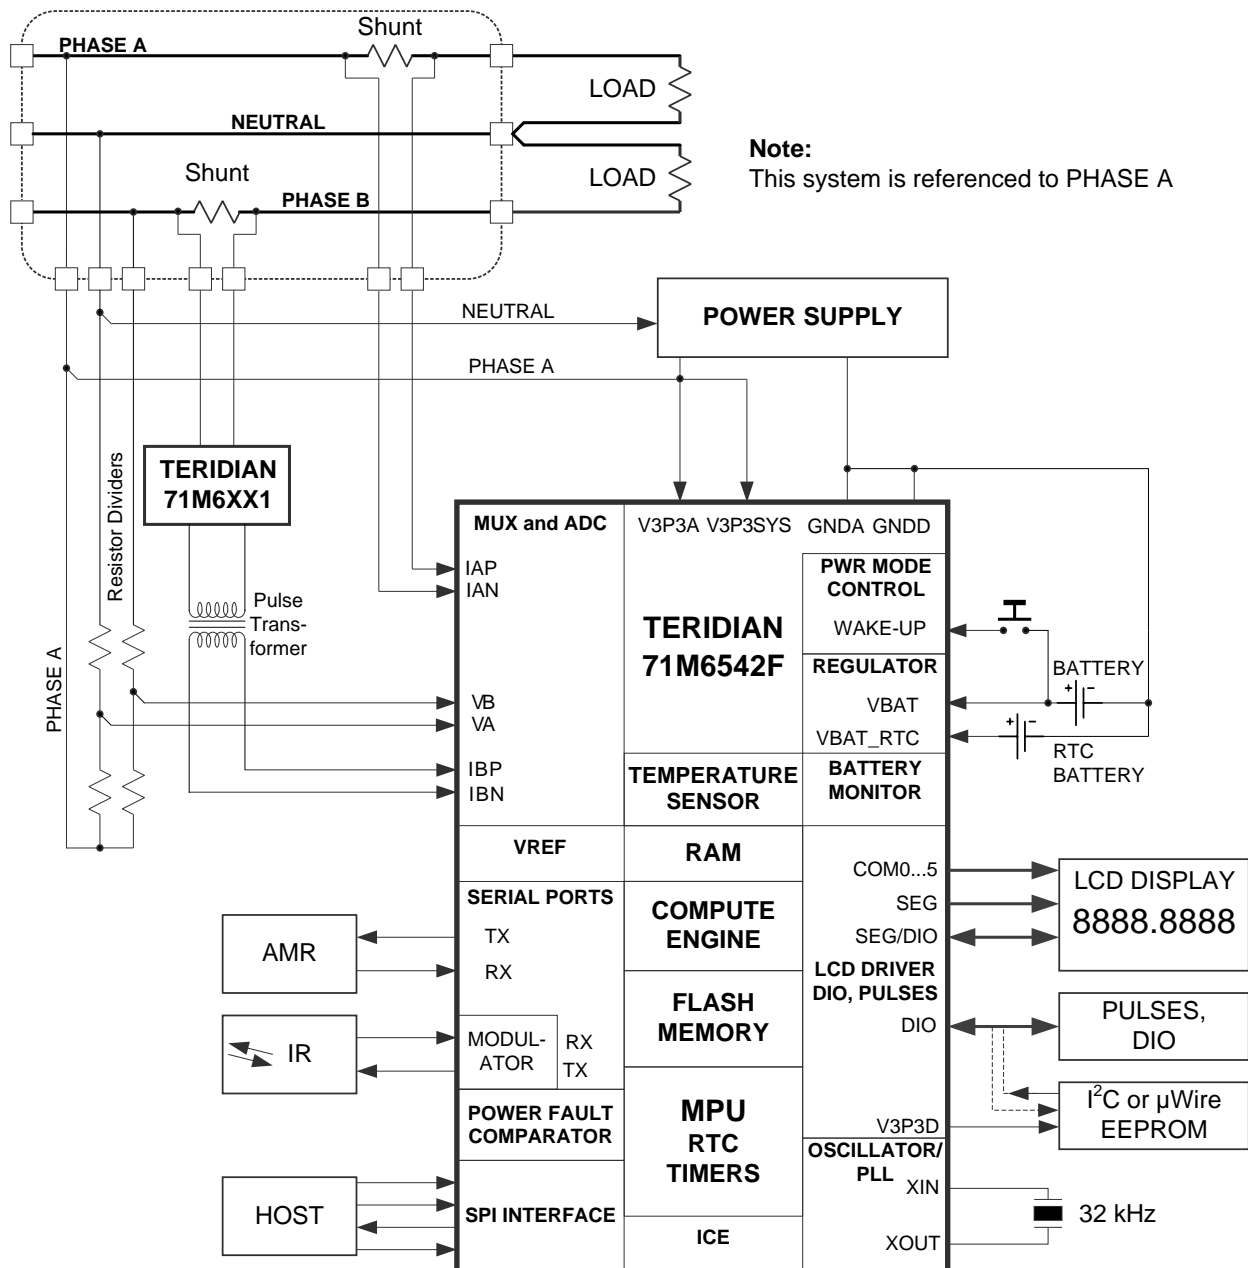 Shunt
PHASE A
LOAD
NEUTRAL
Note:
This system is referenced to PHASE A
Shunt
LOAD
PHASE B
NEUTRAL
POWER SUPPLY
PHASE A
TERIDIAN
71M6XX1
Resistor Dividers
PHASE A
Pulse
Trans-
former
MUX and ADC
V3P3A V3P3SYS GNDA GNDD
IAP
IAN
PWR MODE
CONTROL
TERIDIAN
71M6542F
WAKE-UP
REGULATOR
BATTERY
VB
VA
VBAT
VBAT_RTC
+ -
+ -
RTC
BATTERY
IBP
IBN
TEMPERATURE
SENSOR
BATTERY
MONITOR
VREF
RAM
COM0...5
SEG
SEG/DIO
LCD DISPLAY
8888.8888
SERIAL PORTS
TX
RX
AMR
COMPUTE
ENGINE
LCD DRIVER
DIO, PULSES
DIO
PULSES,
DIO
FLASH
MEMORY
IR
MODUL-
ATOR
RX
TX
I²C or µWire
EEPROM
V3P3D
POWER FAULT
COMPARATOR
MPU
RTC
TIMERS
OSCILLATOR/
PLL
XIN
32 kHz
XOUT
HOST
SPI INTERFACE
ICE